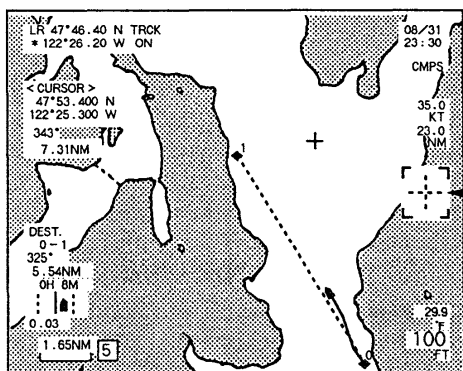 LR 47°46.40 N TRCK
* 122°26.20 W ON
08/31
23:30
CMPS
< CURSOR >
47°53.400 N
122°25.300 W
343°
7.31NM
35.0
KT
23.0
NM
1
DEST.
0-1
325°
5.54NM
0H 8M
0.03
1.65NM
5
0
29.9
°F
100
FT